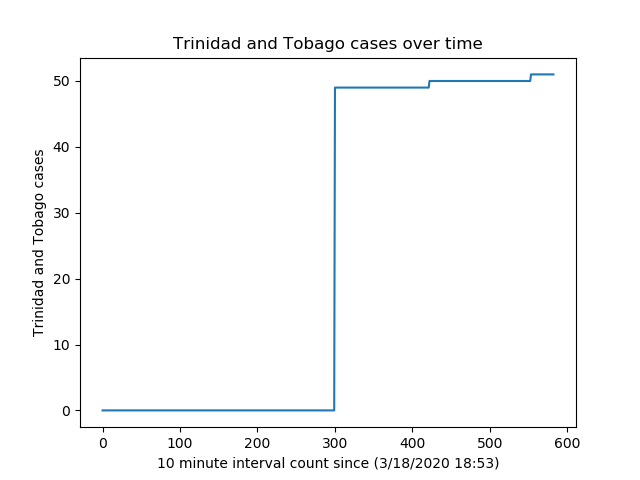 Trinidad and Tobago cases over time
Trinidad and Tobago cases
50
40
30
20
10
0
0 100 200 300 400 500 600
10 minute interval count since (3/18/2020 18:53)